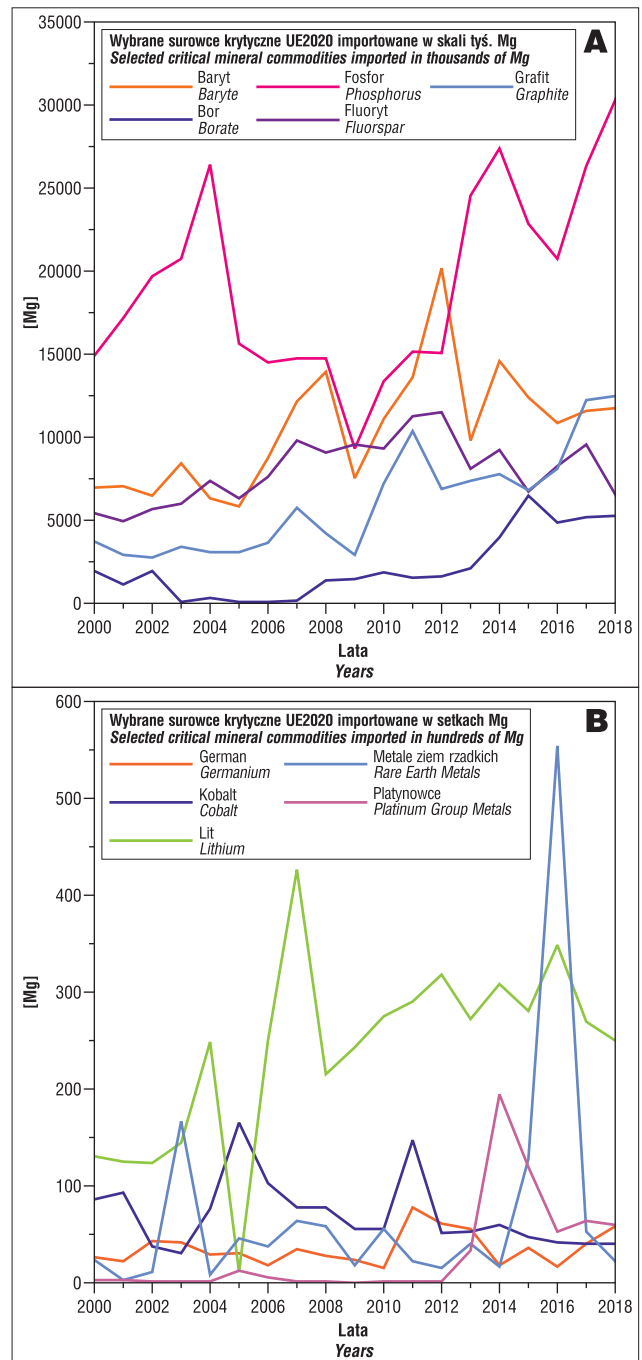 A
Wybrane surowce krytyczne UE2020 importowane w skali tyś. Mg
Selected critical mineral commodities imported in thousands of Mg
Baryt
Baryte
Fosfor
Phosphorus
Grafit
Graphite
Bor
Borate
Fluoryt
Fluorspar
[Mg]
35000
30000
25000
20000
15000
10000
5000
0
2000 2002 2004 2006 2008 2010 2012 2014 2016 2018
Lata
Years
B
Wybrane surowce krytyczne UE2020 importowane w setkach Mg
Selected critical mineral commodities imported in hundreds of Mg
German
Germanium
Metale ziem rzadkich
Rare Earth Metals
Kobalt
Cobalt
Platynowce
Platinum Group Metals
Lit
Lithium
[Mg]
600
500
400
300
200
100
0
2000 2002 2004 2006 2008 2010 2012 2014 2016 2018
Lata
Years